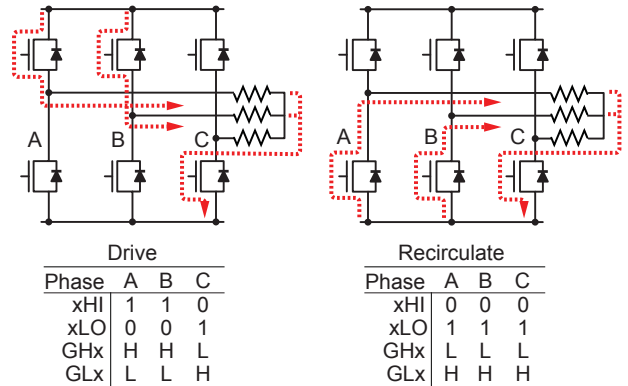 A B C
A B C
Drive
Phase A B C
xHI 1 1 0
xLO 0 0 1
GHx H H L
GLx L L H
Recirculate
Phase A B C
xHI 0 0 0
xLO 1 1 1
GHx L L L
GLx H H H